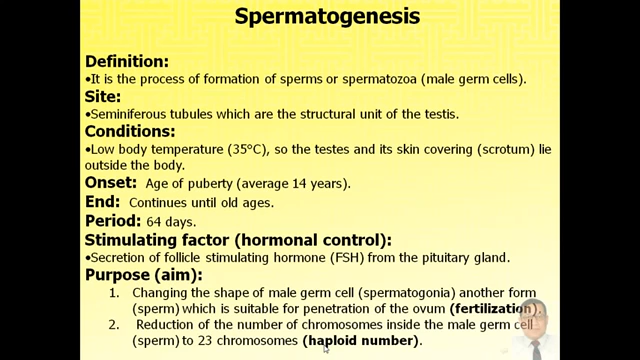 Spermatogenesis
Definition:
•It is the process of formation of sperms or spermatozoa (male germ cells).
Site:
•Seminiferous tubules which are the structural unit of the testis.
Conditions:
•Low body temperature (35°C), so the testes and its skin covering (scrotum) lie
outside the body.
Onset: Age of puberty (average 14 years).
End: Continues until old ages.
Period: 64 days.
Stimulating factor (hormonal control):
•Secretion of follicle stimulating hormone (FSH) from the pituitary gland.
Purpose (aim):
1. Changing the shape of male germ cell (spermatogonia) another form
(sperm) which is suitable for penetration of the ovum (fertilization).
2. Reduction of the number of chromosomes inside the male germ cell
(sperm) to 23 chromosomes (haploid number).